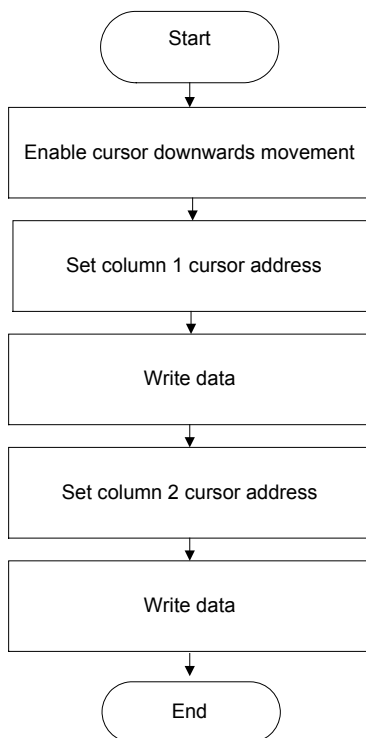 Start
Enable cursor downwards movement
Set column 1 cursor address
Write data
Set column 2 cursor address
Write data
End